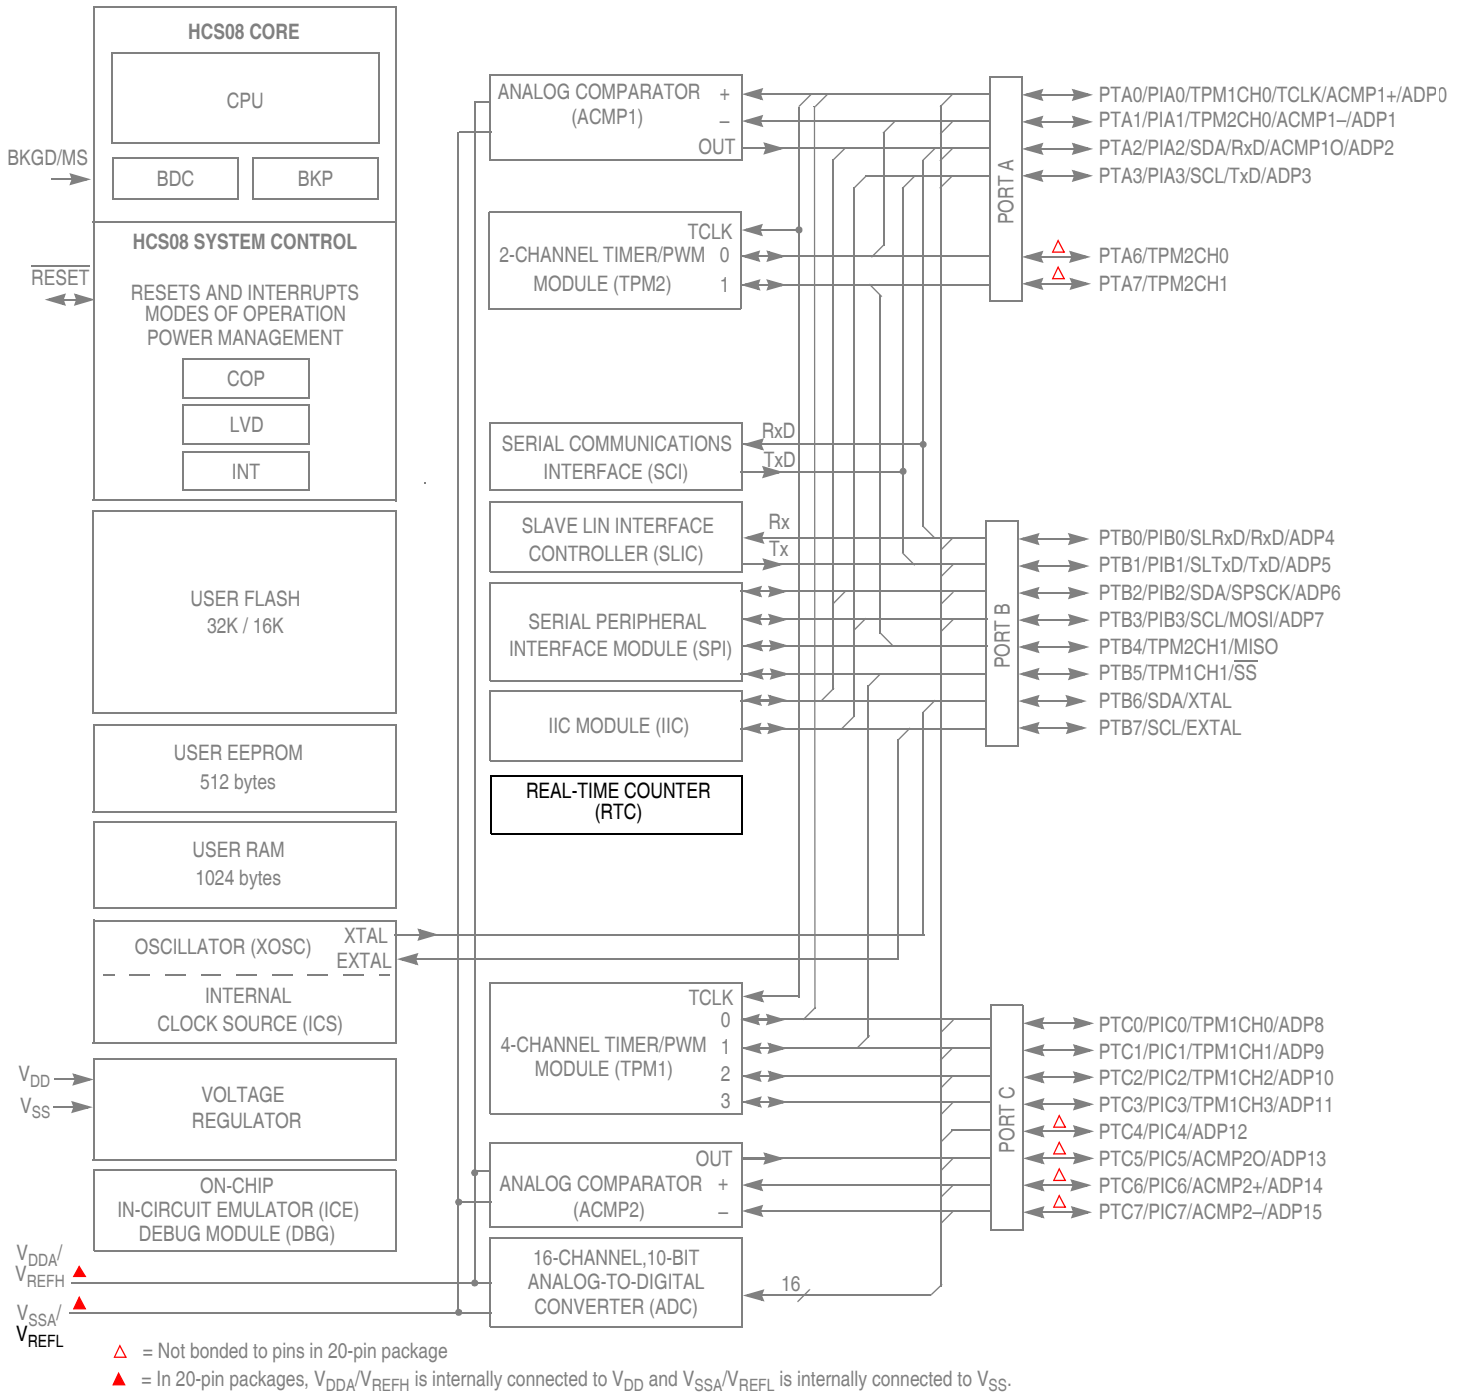 HCS08 CORE
CPU
BDC
BKP
BKGD/MS
HCS08 SYSTEM CONTROL
RESET
RESETS AND INTERRUPTS
MODES OF OPERATION
POWER MANAGEMENT
COP
LVD
INT
USER FLASH
32K / 16K
USER EEPROM
512 bytes
USER RAM
1024 bytes
OSCILLATOR (XOSC)
XTAL
EXTAL
INTERNAL
CLOCK SOURCE (ICS)
VDD
VSS
VOLTAGE
REGULATOR
ON-CHIP
IN-CIRCUIT EMULATOR (ICE)
DEBUG MODULE (DBG)
VDDA/
VREFH
VSSA/
VREFL
ANALOG COMPARATOR
(ACMP1)
+
–
OUT
TCLK
2-CHANNEL TIMER/PWM
MODULE (TPM2)
0
1
SERIAL COMMUNICATIONS
INTERFACE (SCI)
RxD
TxD
SLAVE LIN INTERFACE
CONTROLLER (SLIC)
Rx
Tx
SERIAL PERIPHERAL
INTERFACE MODULE (SPI)
IIC MODULE (IIC)
REAL-TIME COUNTER
(RTC)
TCLK
0
4-CHANNEL TIMER/PWM
MODULE (TPM1)
1
2
3
OUT
ANALOG COMPARATOR
(ACMP2)
+
–
16-CHANNEL,10-BIT
ANALOG-TO-DIGITAL
CONVERTER (ADC)
16
PORT A
PTA0/PIA0/TPM1CH0/TCLK/ACMP1+/ADP0
PTA1/PIA1/TPM2CH0/ACMP1–/ADP1
PTA2/PIA2/SDA/RxD/ACMP1O/ADP2
PTA3/PIA3/SCL/TxD/ADP3
PTA6/TPM2CH0
PTA7/TPM2CH1
PORT B
PTB0/PIB0/SLRxD/RxD/ADP4
PTB1/PIB1/SLTxD/TxD/ADP5
PTB2/PIB2/SDA/SPSCK/ADP6
PTB3/PIB3/SCL/MOSI/ADP7
PTB4/TPM2CH1/MISO
PTB5/TPM1CH1/SS
PTB6/SDA/XTAL
PTB7/SCL/EXTAL
PORT C
PTC0/PIC0/TPM1CH0/ADP8
PTC1/PIC1/TPM1CH1/ADP9
PTC2/PIC2/TPM1CH2/ADP10
PTC3/PIC3/TPM1CH3/ADP11
PTC4/PIC4/ADP12
PTC5/PIC5/ACMP2O/ADP13
PTC6/PIC6/ACMP2+/ADP14
PTC7/PIC7/ACMP2–/ADP15
△ = Not bonded to pins in 20-pin package
▲ = In 20-pin packages, VDDA/VREFH is internally connected to VDD and VSSA/VREFL is internally connected to VSS.